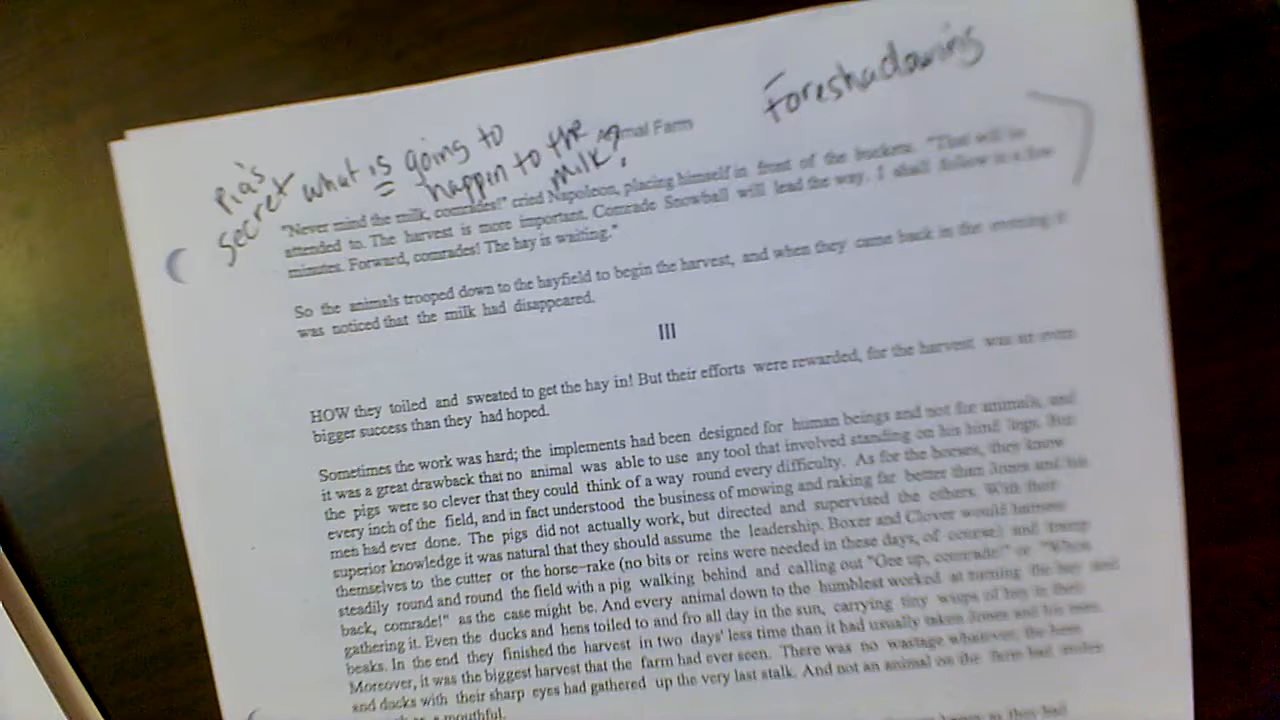 Foreshadowing
Pig's
secret what is going to
happen to the
milk?
Animal Farm
"Never mind the milk, comrades!" cried Napoleon, placing himself in front of the buckets. "That will be
attended to. The harvest is more important. Comrade Snowball will lead the way. I shall follow in a few
minutes. Forward, comrades! The hay is waiting."
So the animals trooped down to the hayfield to begin the harvest, and when they came back in the evening it
was noticed that the milk had disappeared.
III
HOW they toiled and sweated to get the hay in! But their efforts were rewarded, for the harvest was an even
bigger success than they had hoped.
Sometimes the work was hard; the implements had been designed for human beings and not for animals, and
it was a great drawback that no animal was able to use any tool that involved standing on his hind legs. But
the pigs were so clever that they could think of a way round every difficulty. As for the horses, they knew
every inch of the field, and in fact understood the business of mowing and raking far better than Jones and his
men had ever done. The pigs did not actually work, but directed and supervised the others. With their
superior knowledge it was natural that they should assume the leadership. Boxer and Clover would harness
themselves to the cutter or the horse-rake (no bits or reins were needed in these days, of course) and tramp
steadily round and round the field with a pig walking behind and calling out "Gee up, comrade!" or "Whoa
back, comrade!" as the case might be. And every animal down to the humblest worked at turning the hay and
gathering it. Even the ducks and hens toiled to and fro all day in the sun, carrying tiny wisps of hay in their
beaks. In the end they finished the harvest in two days' less time than it had usually taken Jones and his men.
Moreover, it was the biggest harvest that the farm had ever seen. There was no wastage whatever; the hens
and ducks with their sharp eyes had gathered up the very last stalk. And not an animal on the farm had stolen
a mouthful.